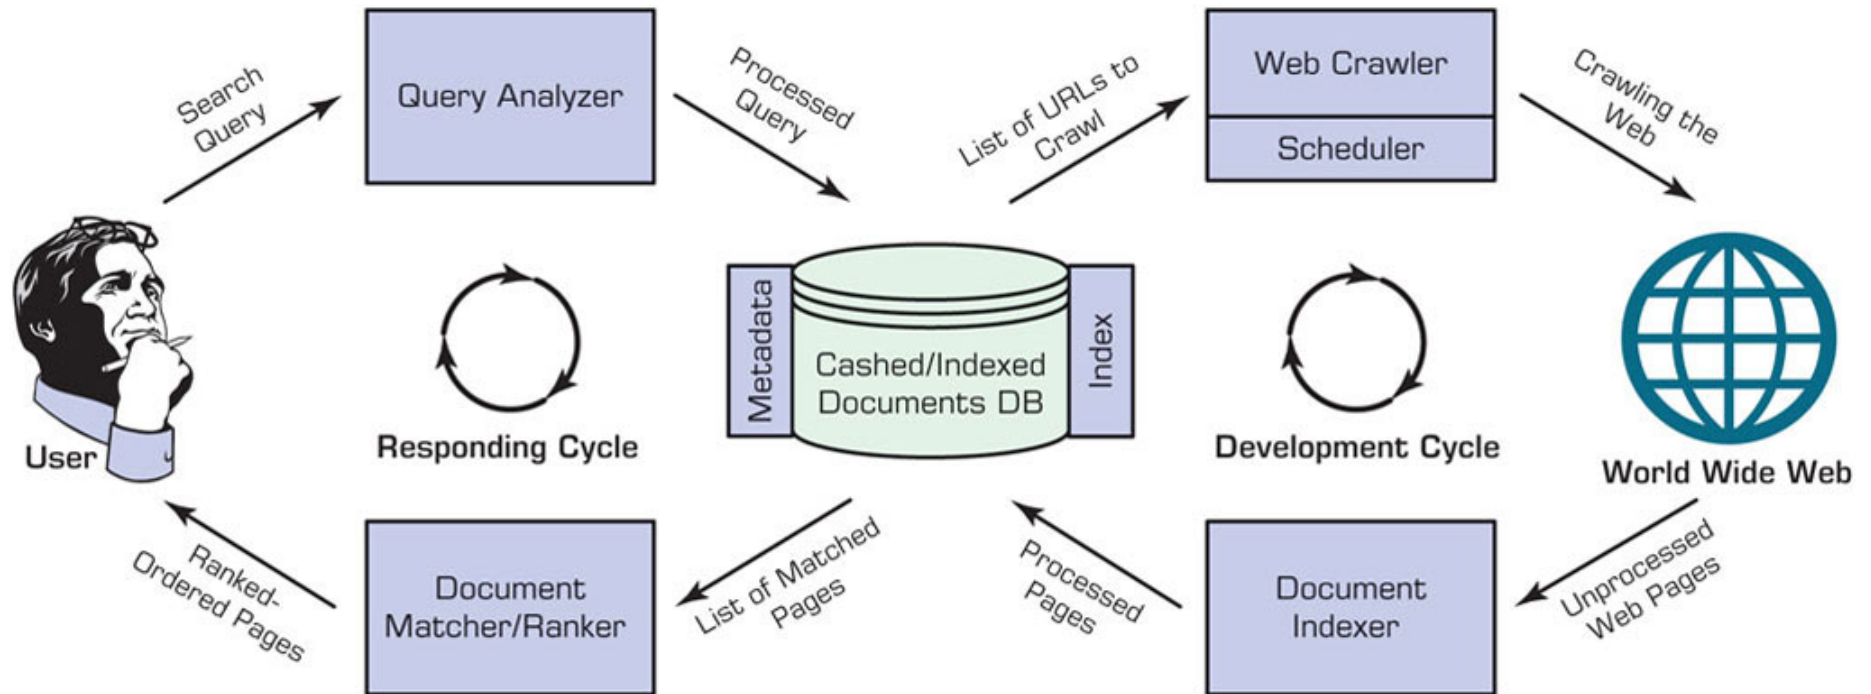 Search
Query
Query Analyzer
Processed
Query
List of URLs to
Crawl
Web Crawler
Scheduler
Crawling the
Web
User
Responding Cycle
Metadata
Cashed/Indexed
Documents DB
Index
Development Cycle
World Wide Web
Ranked-
Ordered Pages
Document
Matcher/Ranker
List of Matched
Pages
Processed
Pages
Document
Indexer
Unprocessed
Web Pages